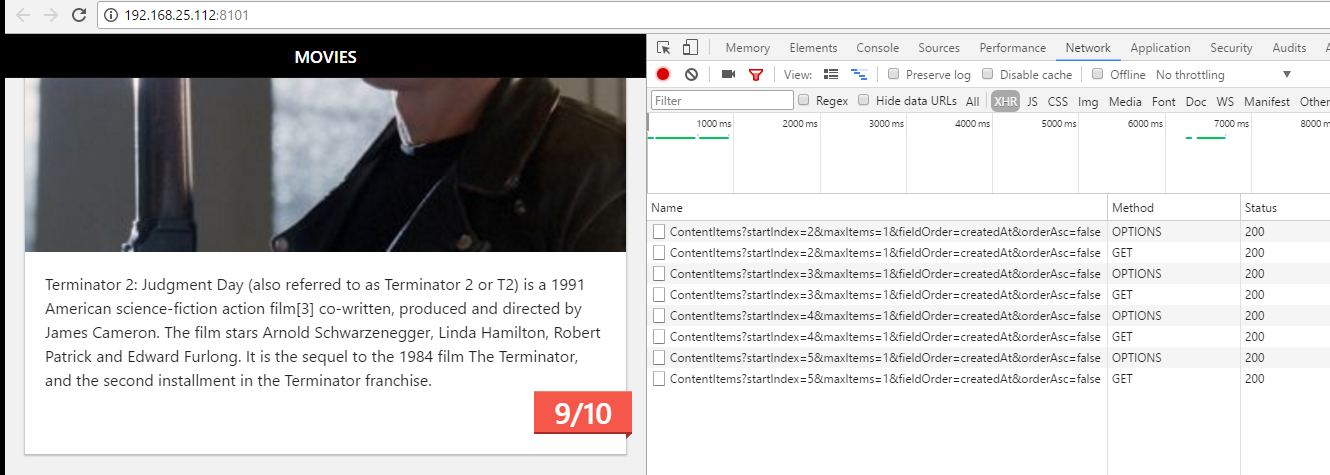 192.168.25.112:8101
MOVIES
Terminator 2: Judgment Day (also referred to as Terminator 2 or T2) is a 1991
American science-fiction action film[3] co-written, produced and directed by
James Cameron. The film stars Arnold Schwarzenegger, Linda Hamilton, Robert
Patrick and Edward Furlong. It is the sequel to the 1984 film The Terminator,
and the second installment in the Terminator franchise.
9/10
Memory Elements Console Sources Performance Network Application Security Audits A
View: Preserve log Disable cache Offline No throttling
Filter Regex Hide data URLs All XHR JS CSS Img Media Font Doc WS Manifest Other
1000 ms 2000 ms 3000 ms 4000 ms 5000 ms 6000 ms 7000 ms 8000 m
Name Method Status
ContentItems?startIndex=2&maxItems=1&fieldOrder=createdAt&orderAsc=false OPTIONS 200
ContentItems?startIndex=2&maxItems=1&fieldOrder=createdAt&orderAsc=false GET 200
ContentItems?startIndex=3&maxItems=1&fieldOrder=createdAt&orderAsc=false OPTIONS 200
ContentItems?startIndex=3&maxItems=1&fieldOrder=createdAt&orderAsc=false GET 200
ContentItems?startIndex=4&maxItems=1&fieldOrder=createdAt&orderAsc=false OPTIONS 200
ContentItems?startIndex=4&maxItems=1&fieldOrder=createdAt&orderAsc=false GET 200
ContentItems?startIndex=5&maxItems=1&fieldOrder=createdAt&orderAsc=false OPTIONS 200
ContentItems?startIndex=5&maxItems=1&fieldOrder=createdAt&orderAsc=false GET 200